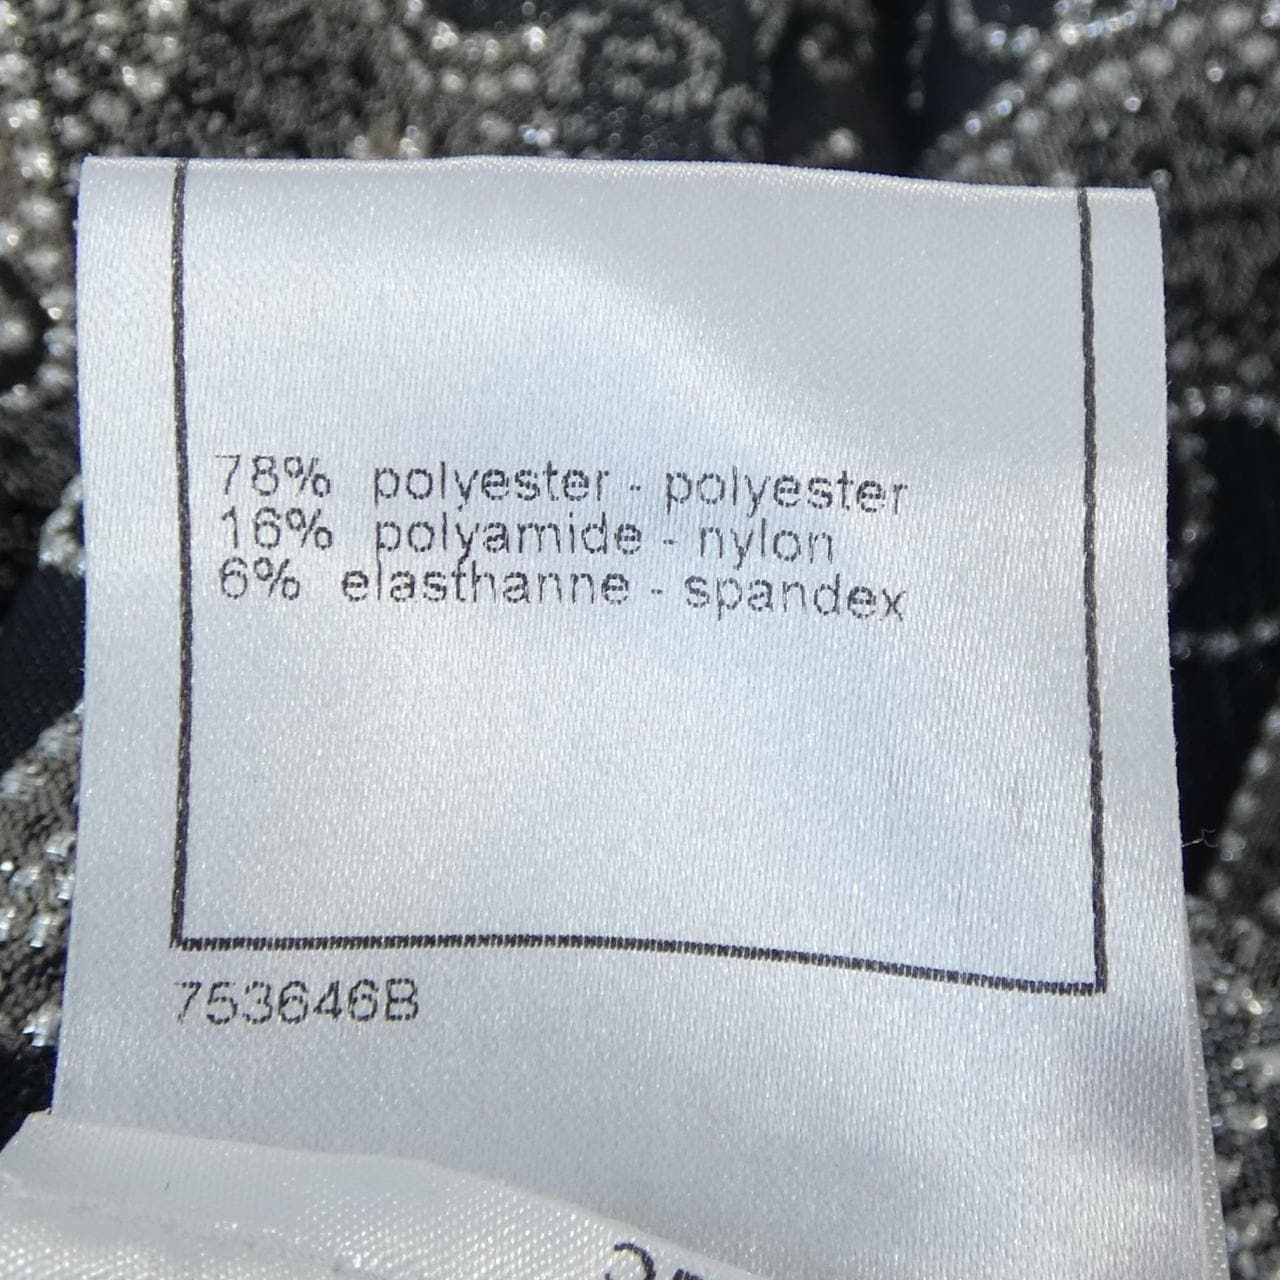 78% polyester - polyester
16% polyamide - nylon
6% elasthanne - spandex
753646B